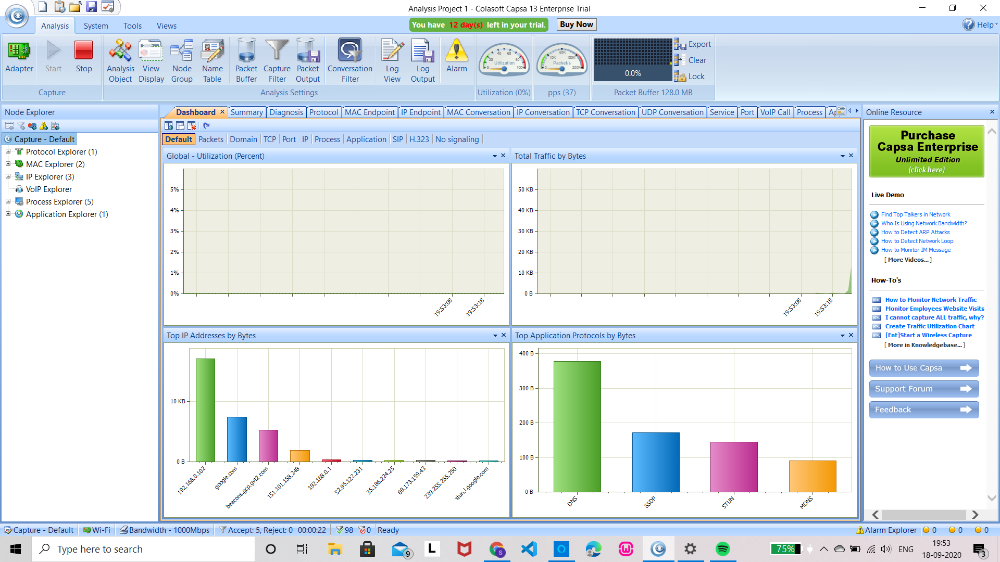 Analysis Project 1 - Colasoft Capsa 13 Enterprise Trial
Analysis System Tools Views
You have 12 day(s) left in your trial. Buy Now
Help
Adapter Start Stop
Capture
Analysis Object
View Display
Node Group
Name Table
Packet Buffer
Capture Filter
Packet Output
Conversation Filter
Log View
Log Output
Alarm
Analysis Settings
20 40 60
Utilization
0 100
Utilization (0%)
10K 50K 100K
Packet/s
0 200K
pps (37)
0.0%
Export
Clear
Lock
Packet Buffer 128.0 MB
Node Explorer
Capture - Default
Protocol Explorer (1)
MAC Explorer (2)
IP Explorer (3)
VoIP Explorer
Process Explorer (5)
Application Explorer (1)
Dashboard Summary Diagnosis Protocol MAC Endpoint IP Endpoint MAC Conversation IP Conversation TCP Conversation UDP Conversation Service Port VoIP Call Process
Default Packets Domain TCP Port IP Process Application SIP H.323 No signaling
Global - Utilization (Percent)
5%
4%
3%
2%
1%
0%
19:53:08 19:53:18
Total Traffic by Bytes
50 KB
40 KB
30 KB
20 KB
10 KB
0 B
19:53:08 19:53:18
Top IP Addresses by Bytes
10 KB
0 B
192.168.0.102
google.com
beacons.gcp.gvt2.com
151.101.158.248
192.168.0.1
52.95.122.231
35.186.224.25
69.173.159.43
239.255.255.250
stun.l.google.com
Top Application Protocols by Bytes
400 B
300 B
200 B
100 B
0 B
DNS SSDP STUN MDNS
Online Resource
Purchase
Capsa Enterprise
Unlimited Edition
(click here)
Live Demo
Find Top Talkers in Network
Who Is Using Network Bandwidth?
How to Detect ARP Attacks
How to Detect Network Loop
How to Monitor IM Message
[ More Videos... ]
How-To's
How to Monitor Network Traffic
Monitor Employees Website Visits
I cannot capture ALL traffic, why?
Create Traffic Utilization Chart
[Ent]Start a Wireless Capture
[ More in Knowledgebase... ]
How to Use Capsa
Support Forum
Feedback
Capture - Default Wi-Fi Bandwidth - 1000Mbps Accept: 5, Reject: 0 00:00:22 98 0 Ready Alarm Explorer 0 0 0
Type here to search
9
L
S
75%
ENG
19:53
18-09-2020
3